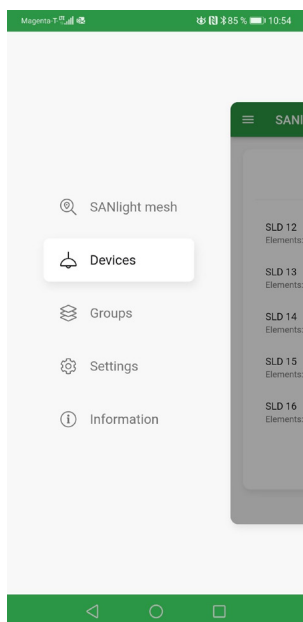 Magenta-T- 85 % 10:54
SANl
SANlight mesh
SLD 12
Elements:
Devices
SLD 13
Elements:
Groups
SLD 14
Elements:
Settings
SLD 15
Elements:
Information
SLD 16
Elements: